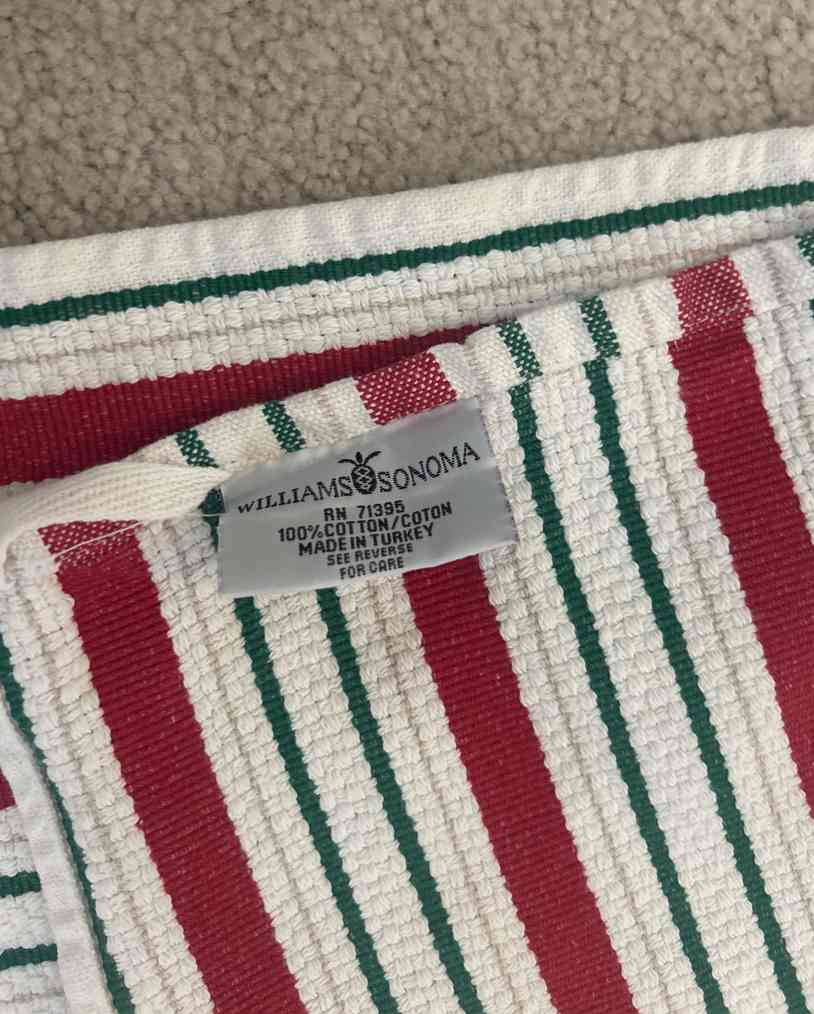 WILLIAMS SONOMA
RN 71395
100%COTTON/COTON
MADE IN TURKEY
SEE REVERSE
FOR CARE